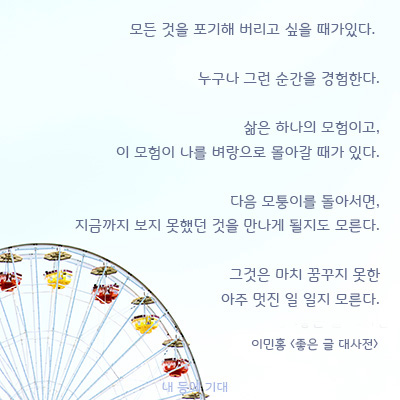 모든 것을 포기해 버리고 싶을 때가있다.
누구나 그런 순간을 경험한다.
삶은 하나의 모험이고,
이 모험이 나를 벼랑으로 몰아갈 때가 있다.
다음 모퉁이를 돌아서면,
지금까지 보지 못했던 것을 만나게 될지도 모른다.
그것은 마치 꿈꾸지 못한
아주 멋진 일 일지 모른다.
이민홍 <좋은 글 대사전>
내 등에 기대